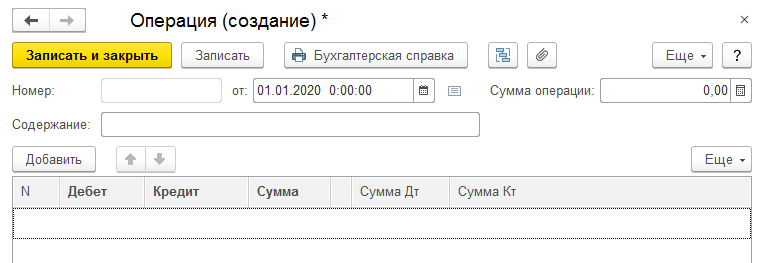 Операция (создание) *
Записать и закрыть Записать Бухгалтерская справка Еще ?
Номер: от: 01.01.2020 0:00:00 Сумма операции: 0,00
Содержание:
Добавить Еще
N Дебет Кредит Сумма Сумма Дт Сумма Кт